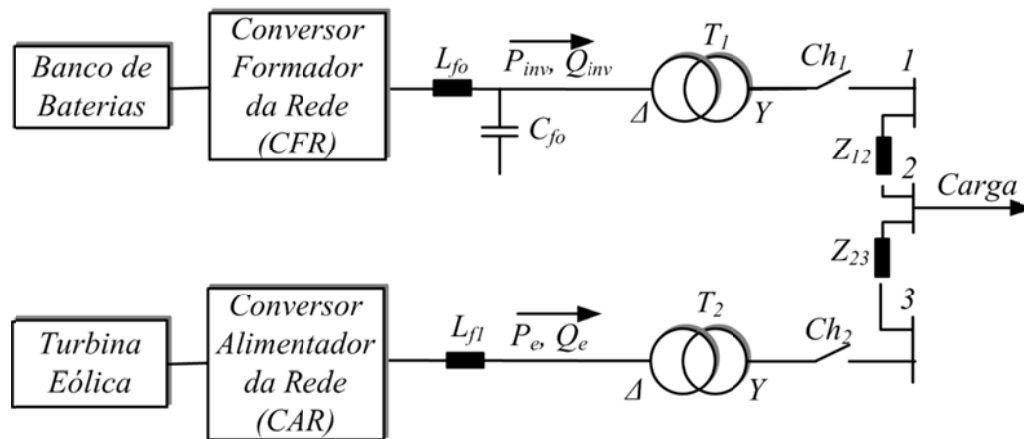 Banco de
Baterias
Conversor
Formador
da Rede
(CFR)
L_fo
P_inv, Q_inv
C_fo
T_1
Δ
Y
Ch_1
1
Z_12
2
Carga
Z_23
3
Turbina
Eólica
Conversor
Alimentador
da Rede
(CAR)
L_f1
P_e, Q_e
T_2
Δ
Y
Ch_2